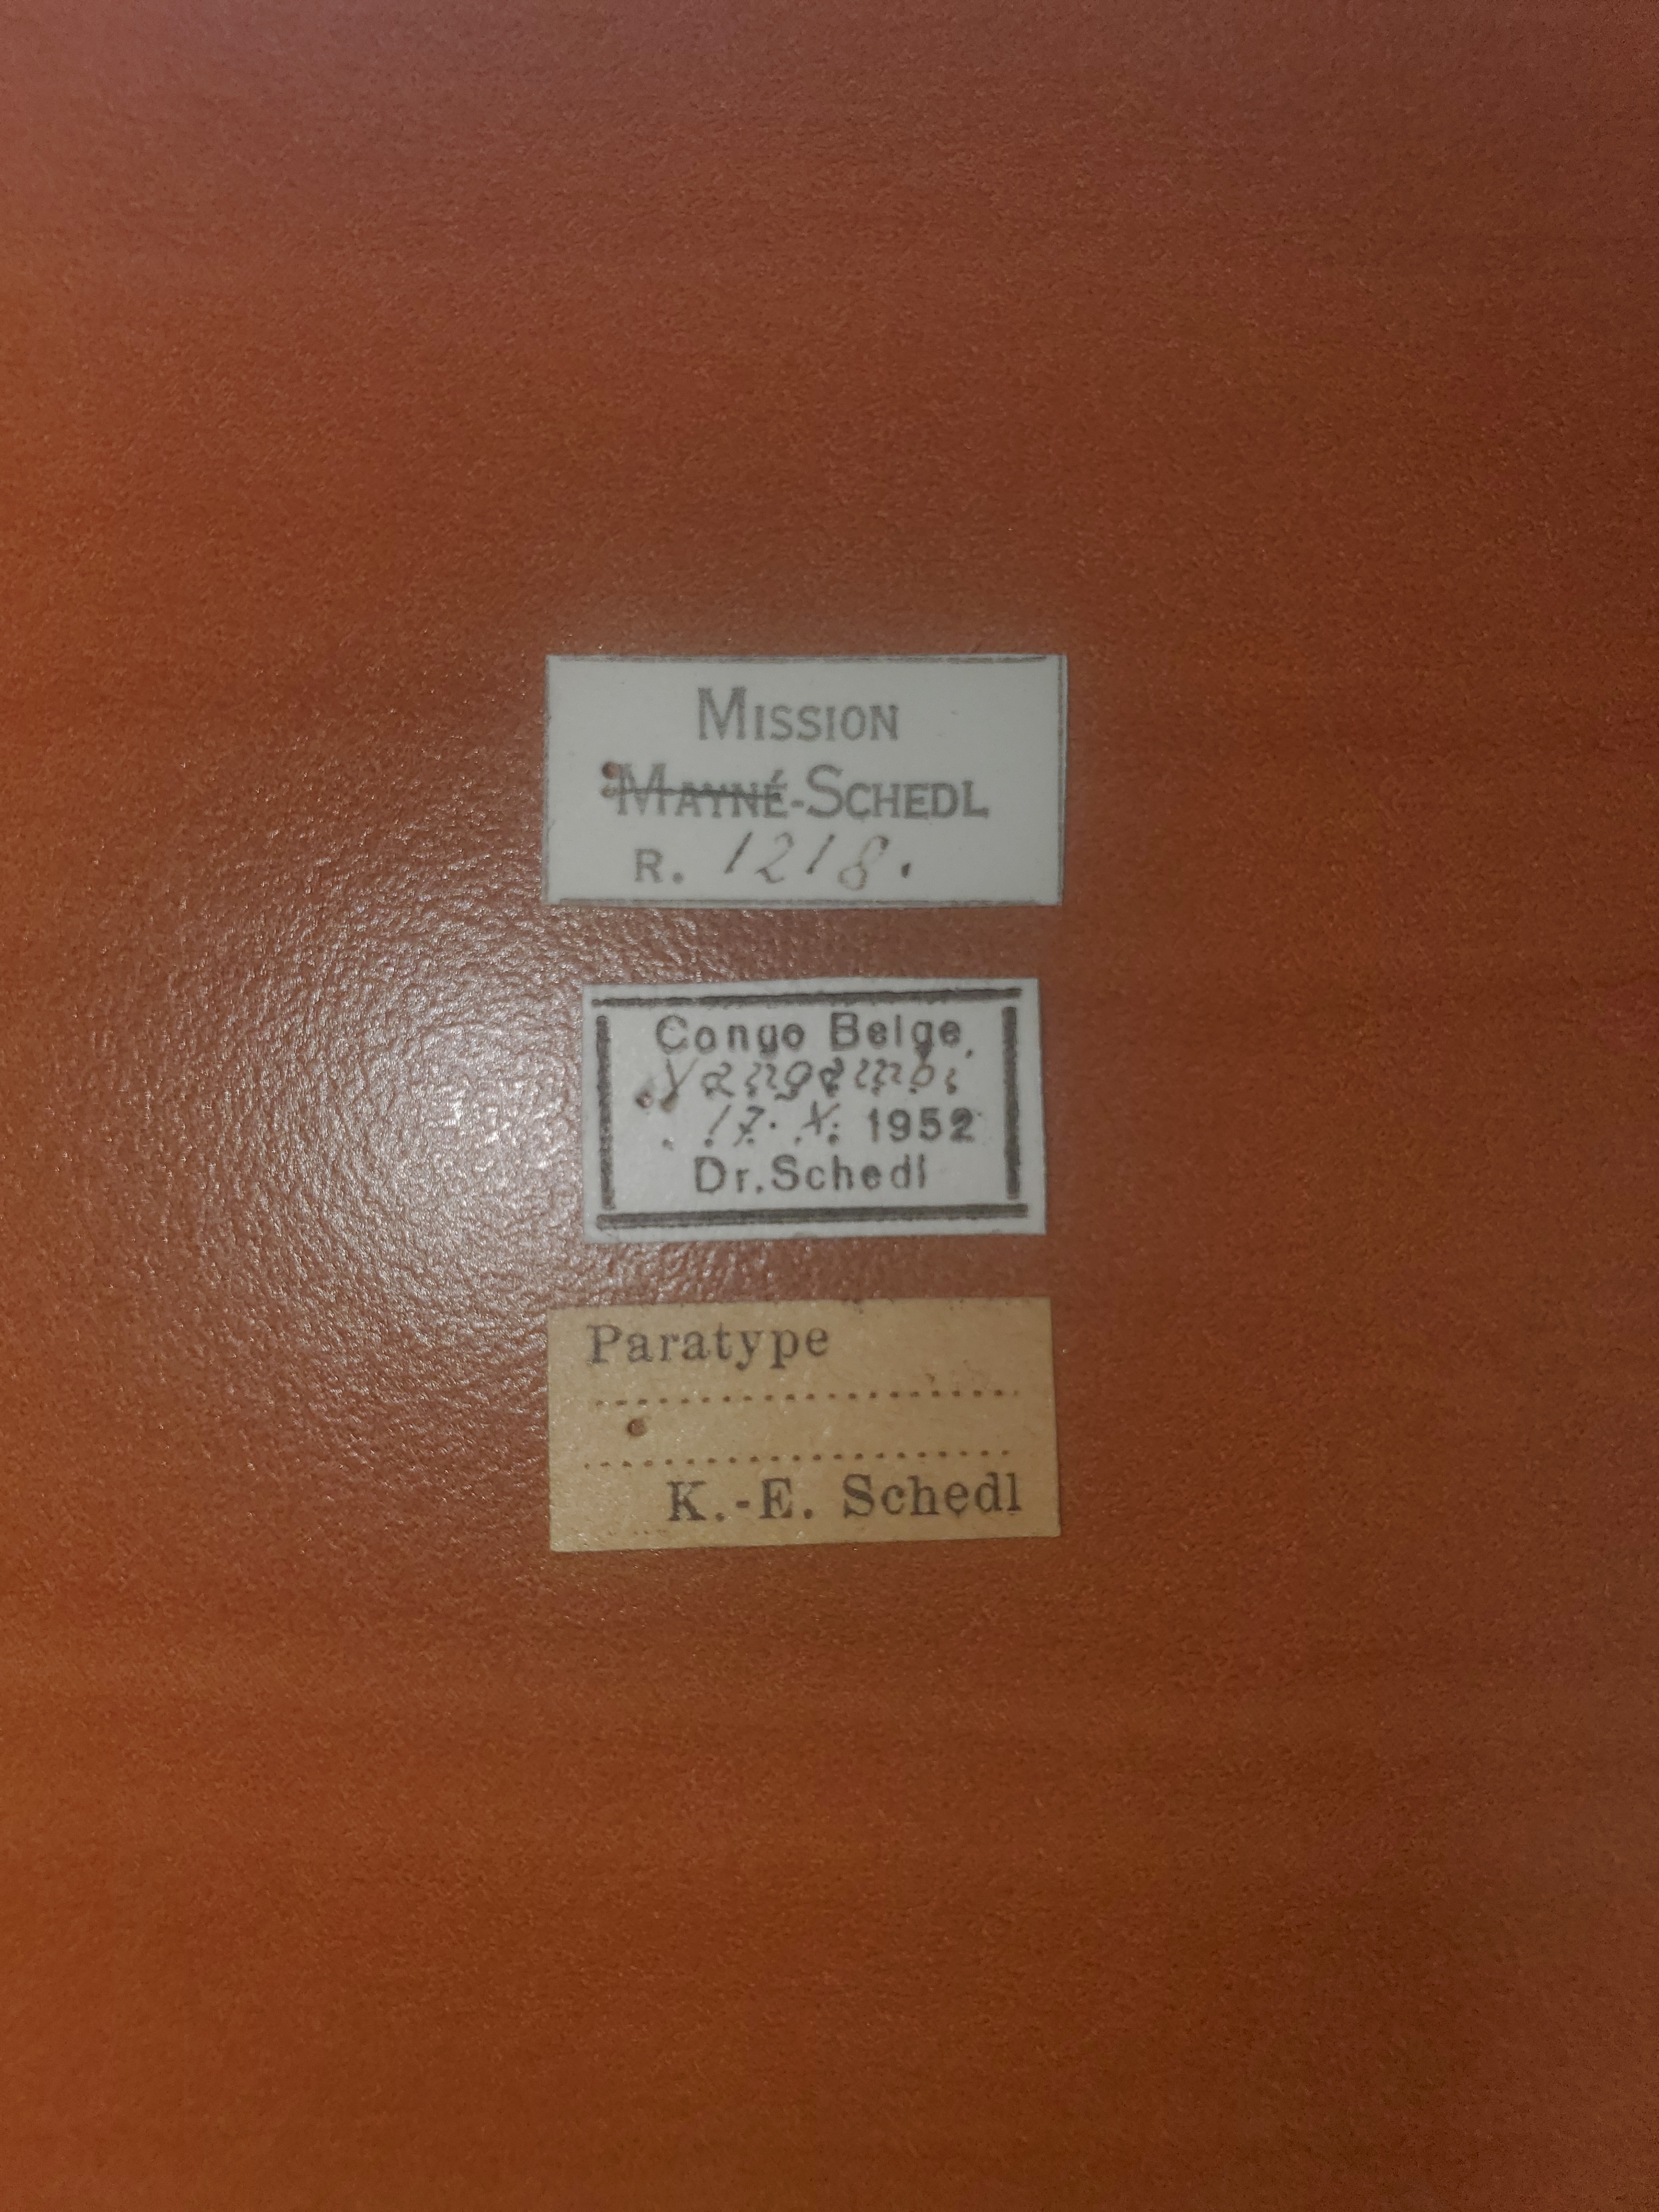 MISSION
MAYNÉ-SCHEDL
R. 1218.
Congo Belge,
Yangambi
17. X. 1952
Dr.Schedl
Paratype
K.-E. Schedl